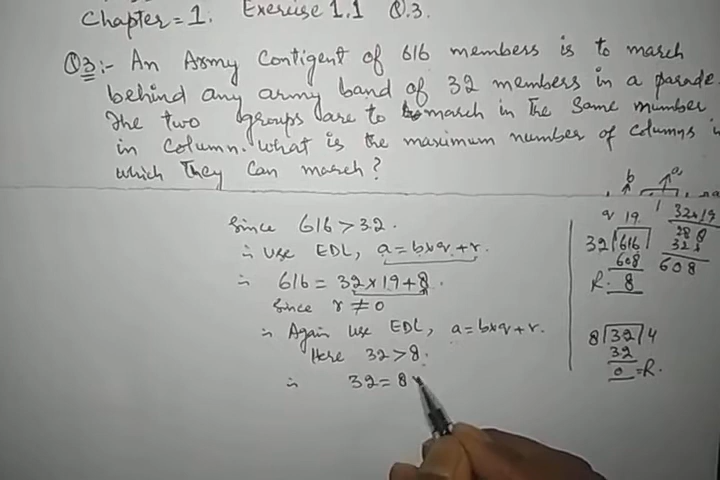 Chapter = 1. Exercise 1.1 Q.3.
Q3:- An Army Contigent of 616 members is to march
behind any army band of 32 members in a parade.
The two groups are to march in the same number
in column. what is the maximum number of columns in
which They can march?
Since 616 > 32.
∴ Use EDL, a = b×q + r.
∴ 616 = 32×19+8.
Since r ≠ 0
∴ Again Use EDL, a = b×q + r.
Here 32 > 8.
∴ 32 = 8
b a
q 19.
32)616(
608
R. 8
32×19
288
32×
608
8)32(4
32
0 = R.